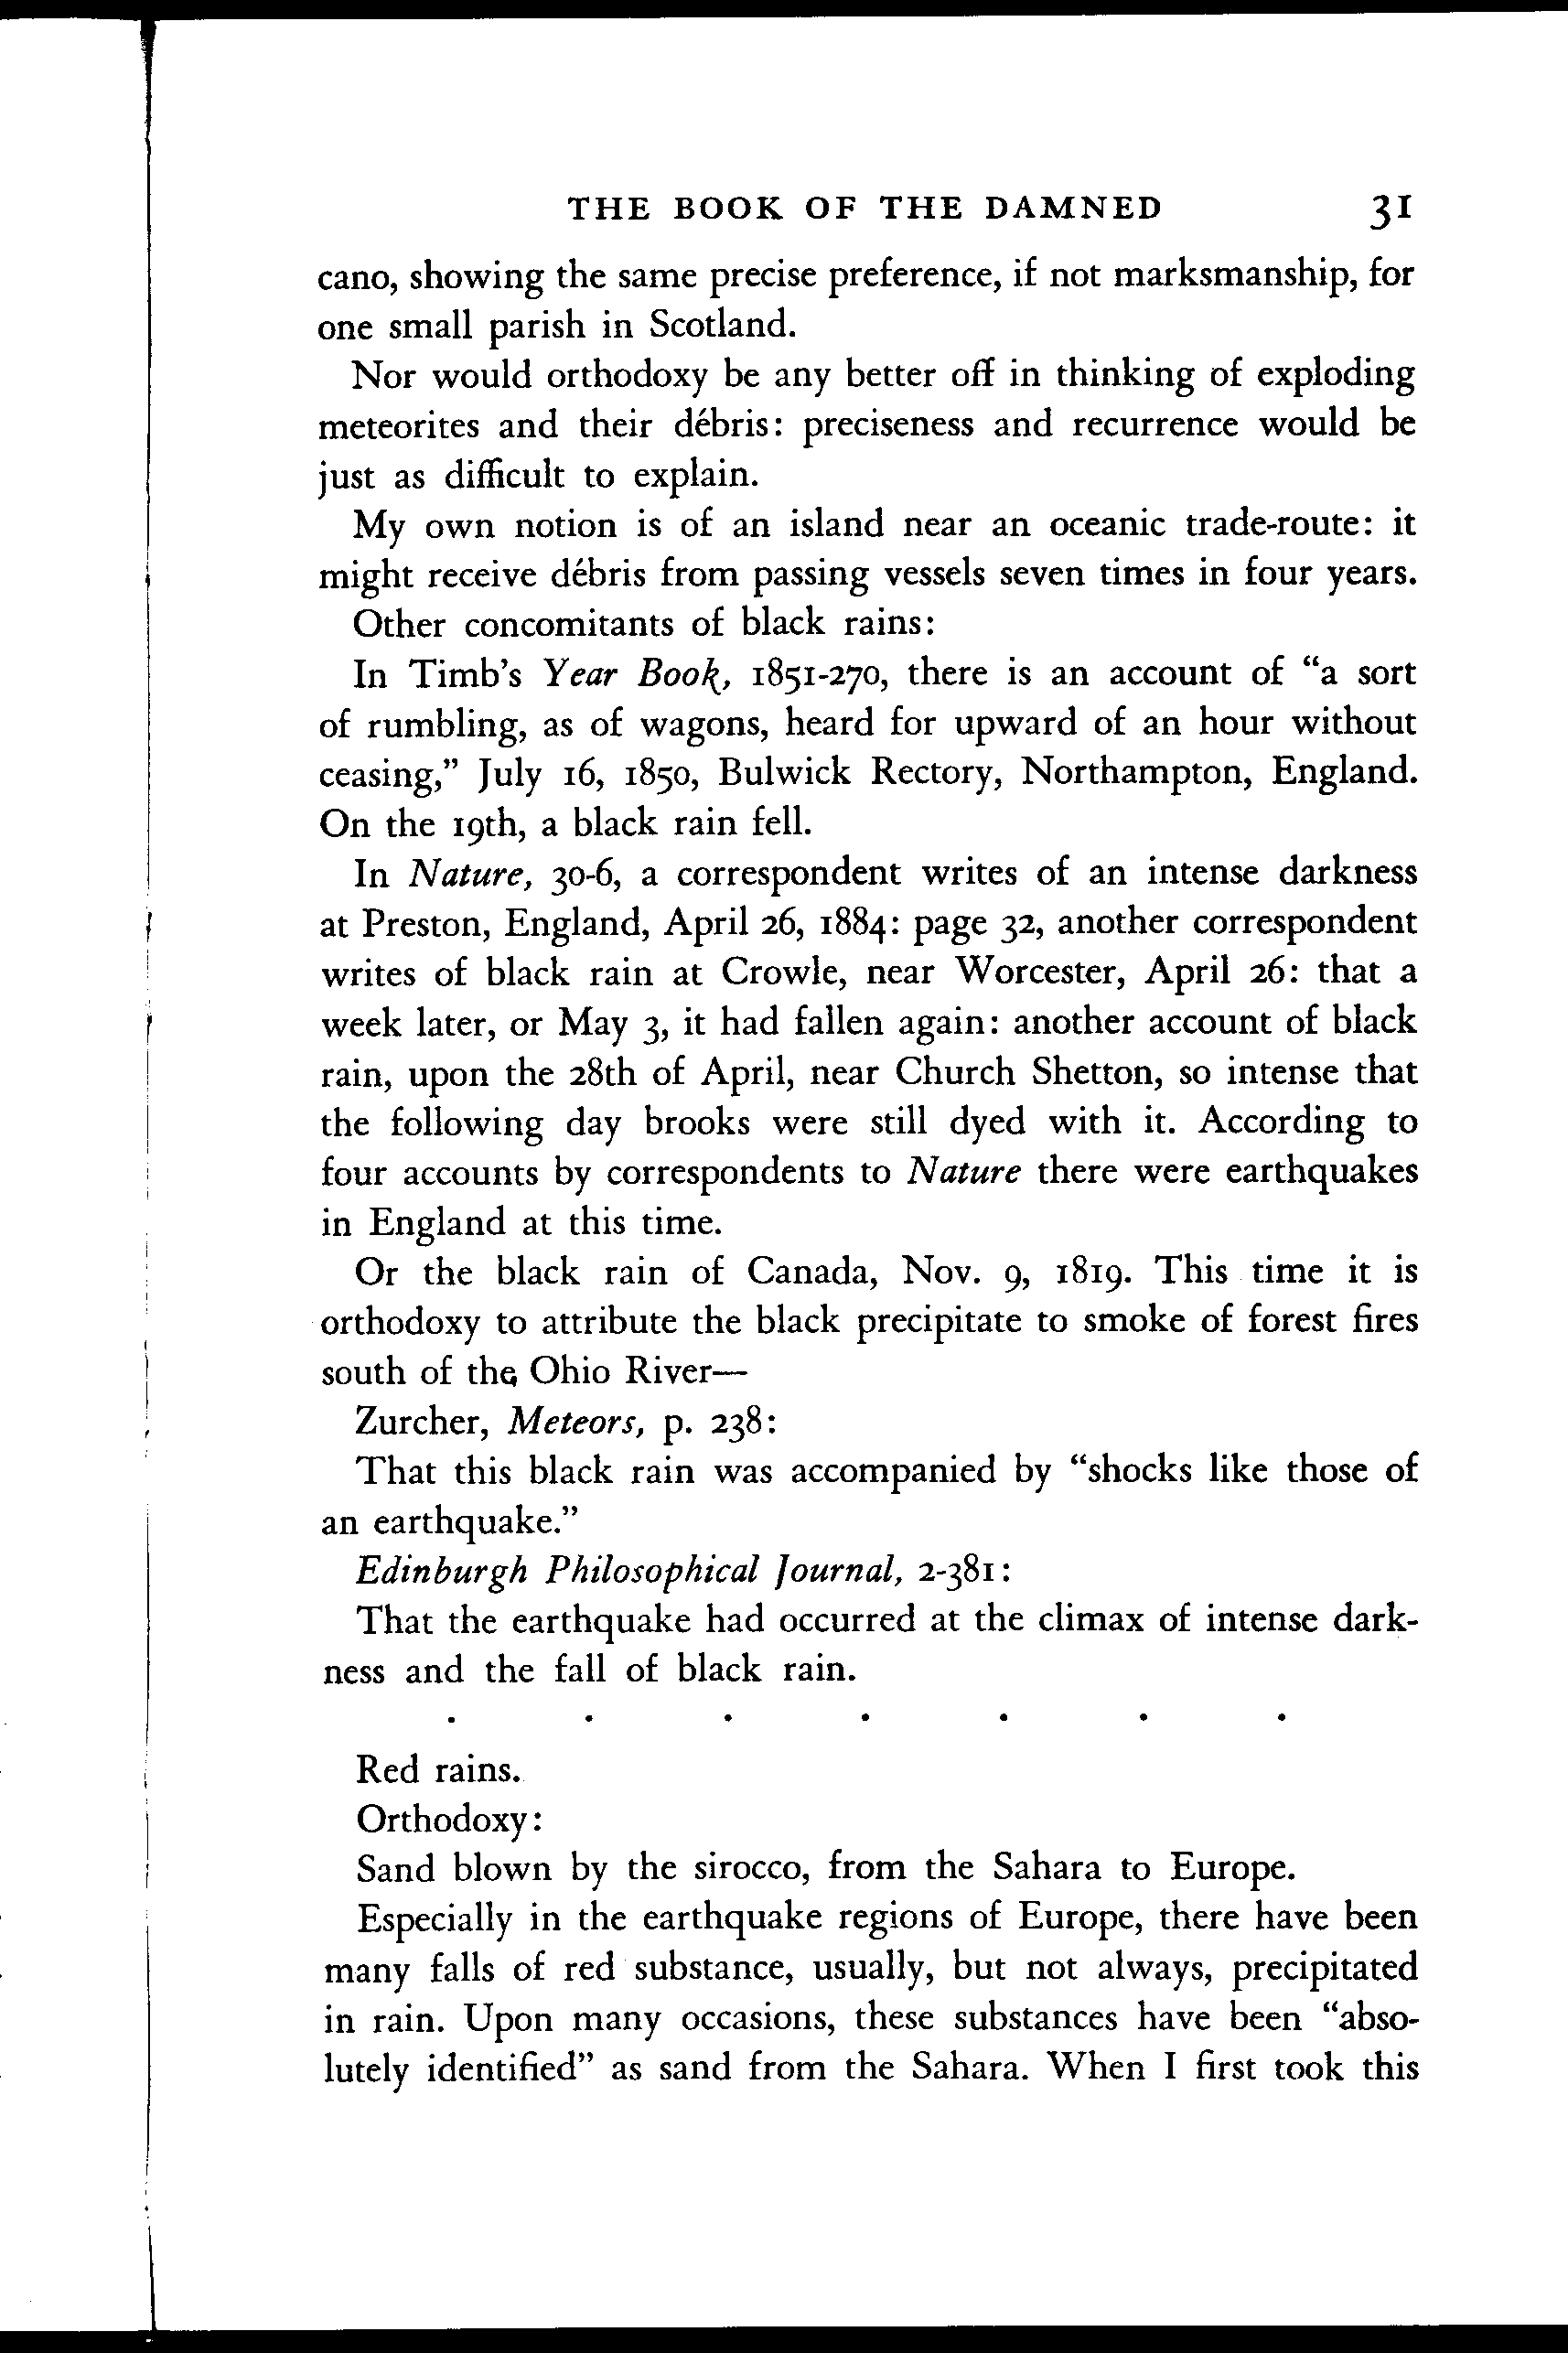 THE BOOK OF THE DAMNED 31
cano, showing the same precise preference, if not marksmanship, for
one small parish in Scotland.
Nor would orthodoxy be any better off in thinking of exploding
meteorites and their débris: preciseness and recurrence would be
just as difficult to explain.
My own notion is of an island near an oceanic trade-route: it
might receive débris from passing vessels seven times in four years.
Other concomitants of black rains:
In Timb's Year Book, 1851-270, there is an account of "a sort
of rumbling, as of wagons, heard for upward of an hour without
ceasing," July 16, 1850, Bulwick Rectory, Northampton, England.
On the 19th, a black rain fell.
In Nature, 30-6, a correspondent writes of an intense darkness
at Preston, England, April 26, 1884: page 32, another correspondent
writes of black rain at Crowle, near Worcester, April 26: that a
week later, or May 3, it had fallen again: another account of black
rain, upon the 28th of April, near Church Shetton, so intense that
the following day brooks were still dyed with it. According to
four accounts by correspondents to Nature there were earthquakes
in England at this time.
Or the black rain of Canada, Nov. 9, 1819. This time it is
orthodoxy to attribute the black precipitate to smoke of forest fires
south of the Ohio River—
Zurcher, Meteors, p. 238:
That this black rain was accompanied by "shocks like those of
an earthquake."
Edinburgh Philosophical Journal, 2-381:
That the earthquake had occurred at the climax of intense dark-
ness and the fall of black rain.
. . . . . . .
Red rains.
Orthodoxy:
Sand blown by the sirocco, from the Sahara to Europe.
Especially in the earthquake regions of Europe, there have been
many falls of red substance, usually, but not always, precipitated
in rain. Upon many occasions, these substances have been "abso-
lutely identified" as sand from the Sahara. When I first took this